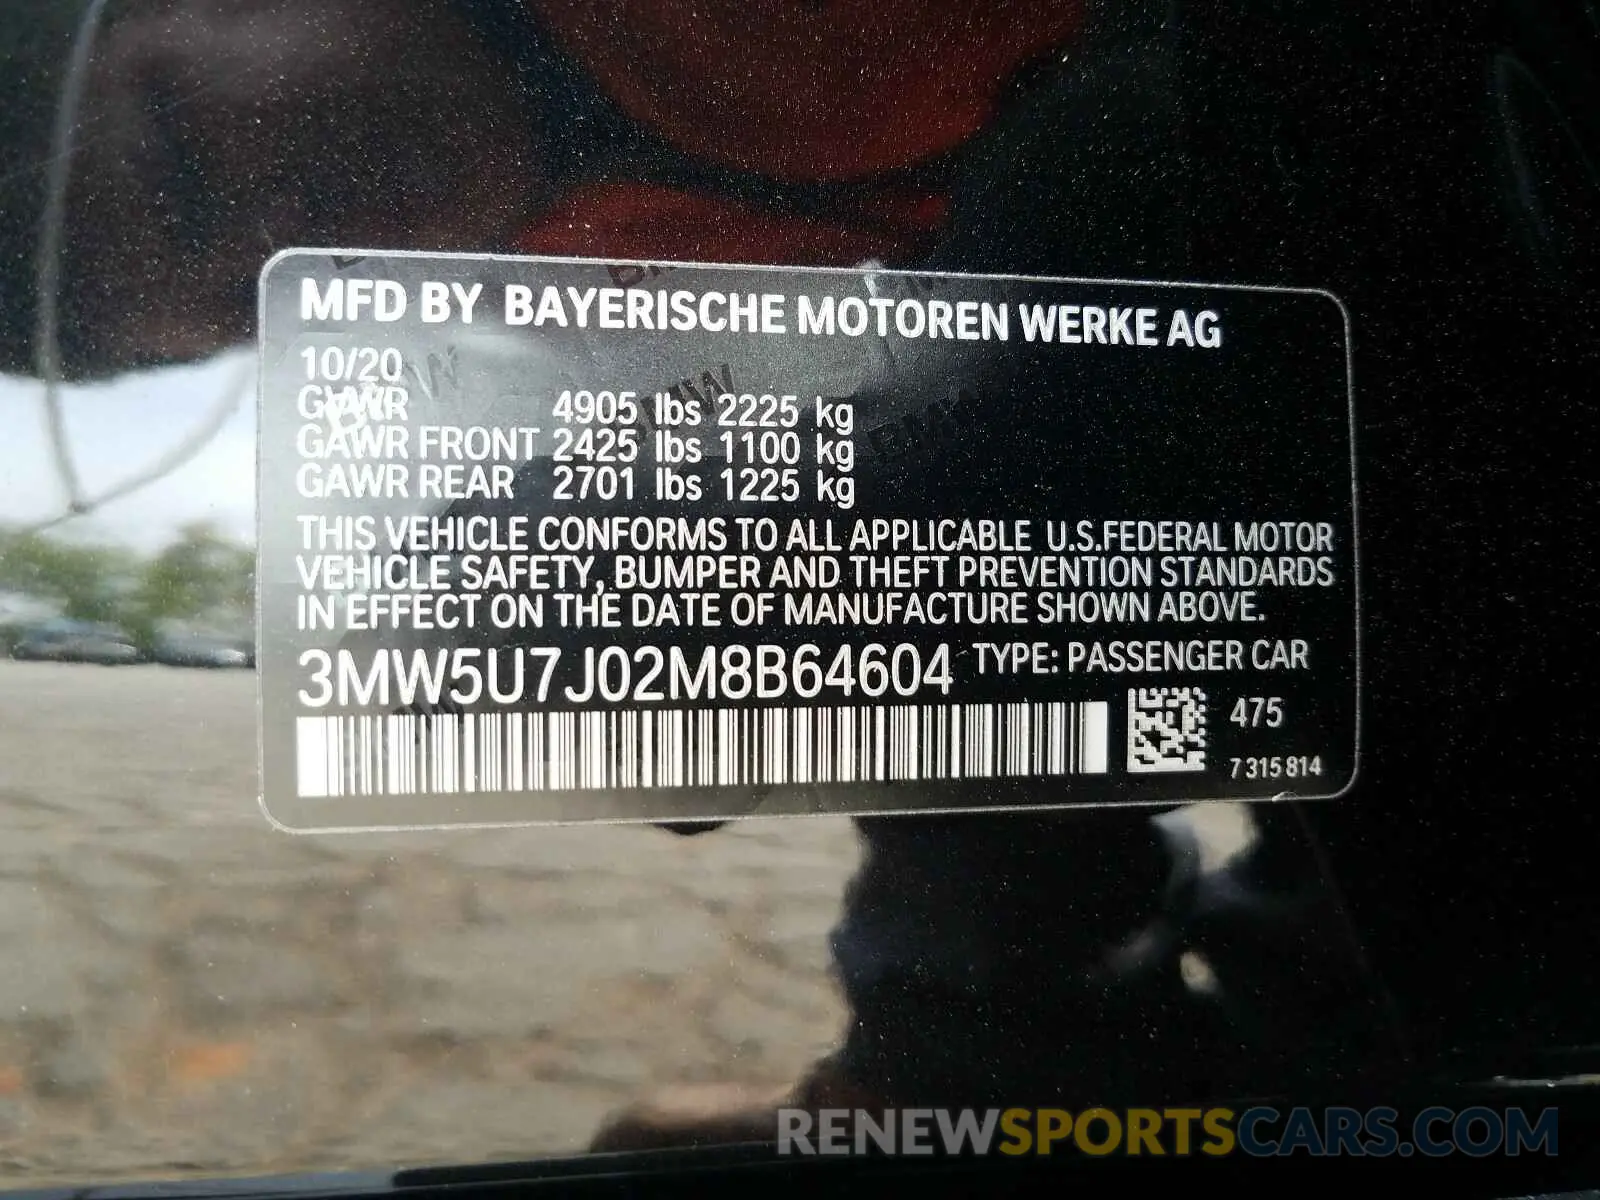 MFD BY BAYERISCHE MOTOREN WERKE AG
10/20
GVWR 4905 lbs 2225 kg
GAWR FRONT 2425 lbs 1100 kg
GAWR REAR 2701 lbs 1225 kg
THIS VEHICLE CONFORMS TO ALL APPLICABLE U.S.FEDERAL MOTOR
VEHICLE SAFETY, BUMPER AND THEFT PREVENTION STANDARDS
IN EFFECT ON THE DATE OF MANUFACTURE SHOWN ABOVE.
3MW5U7J02M8B64604 TYPE: PASSENGER CAR
475
7 315 814
RENEWSPORTSCARS.COM